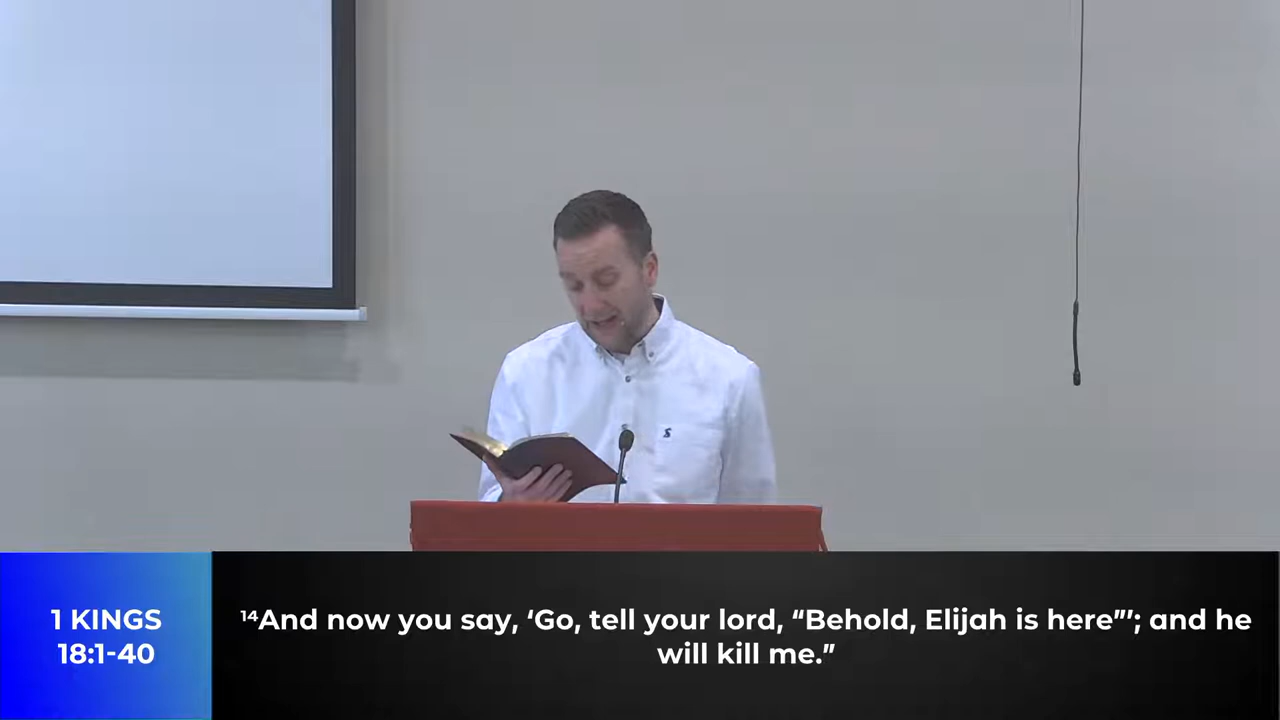 1 KINGS
18:1-40
¹⁴And now you say, ‘Go, tell your lord, “Behold, Elijah is here”’; and he
will kill me.”